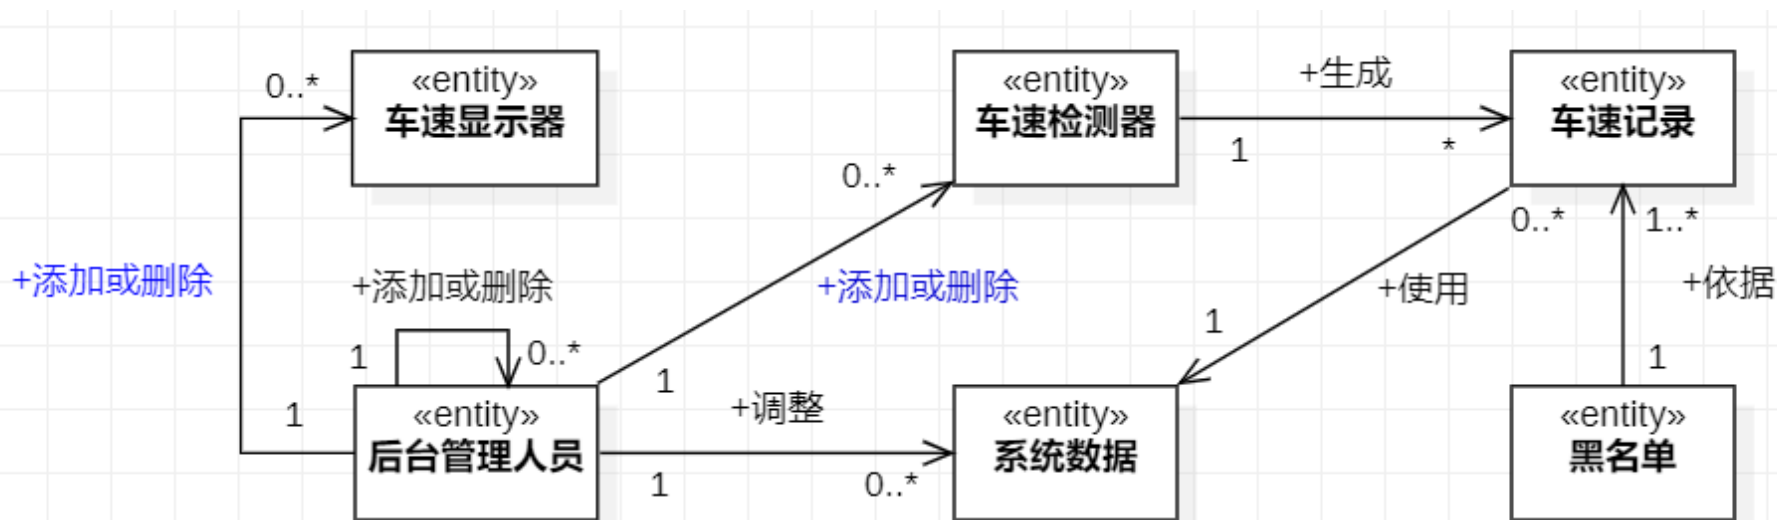 0..*
«entity»
车速显示器
«entity»
车速检测器
+生成
1
*
«entity»
车速记录
0..*
0..*
1..*
+添加或删除
+添加或删除
+添加或删除
+使用
+依据
1
0..*
1
1
1
1
«entity»
后台管理人员
+调整
1
0..*
«entity»
系统数据
«entity»
黑名单